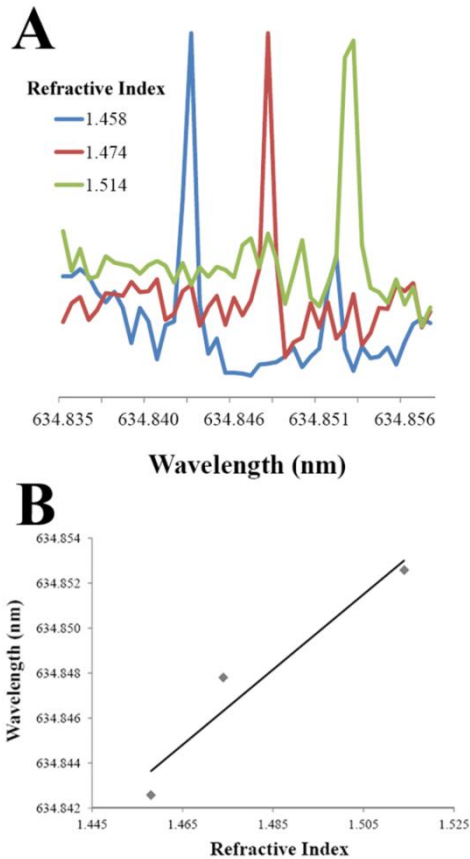 A
Refractive Index
1.458
1.474
1.514
634.835 634.840 634.846 634.851 634.856
Wavelength (nm)
B
Wavelength (nm)
634.854
634.852
634.850
634.848
634.846
634.844
634.842
1.445 1.465 1.485 1.505 1.525
Refractive Index